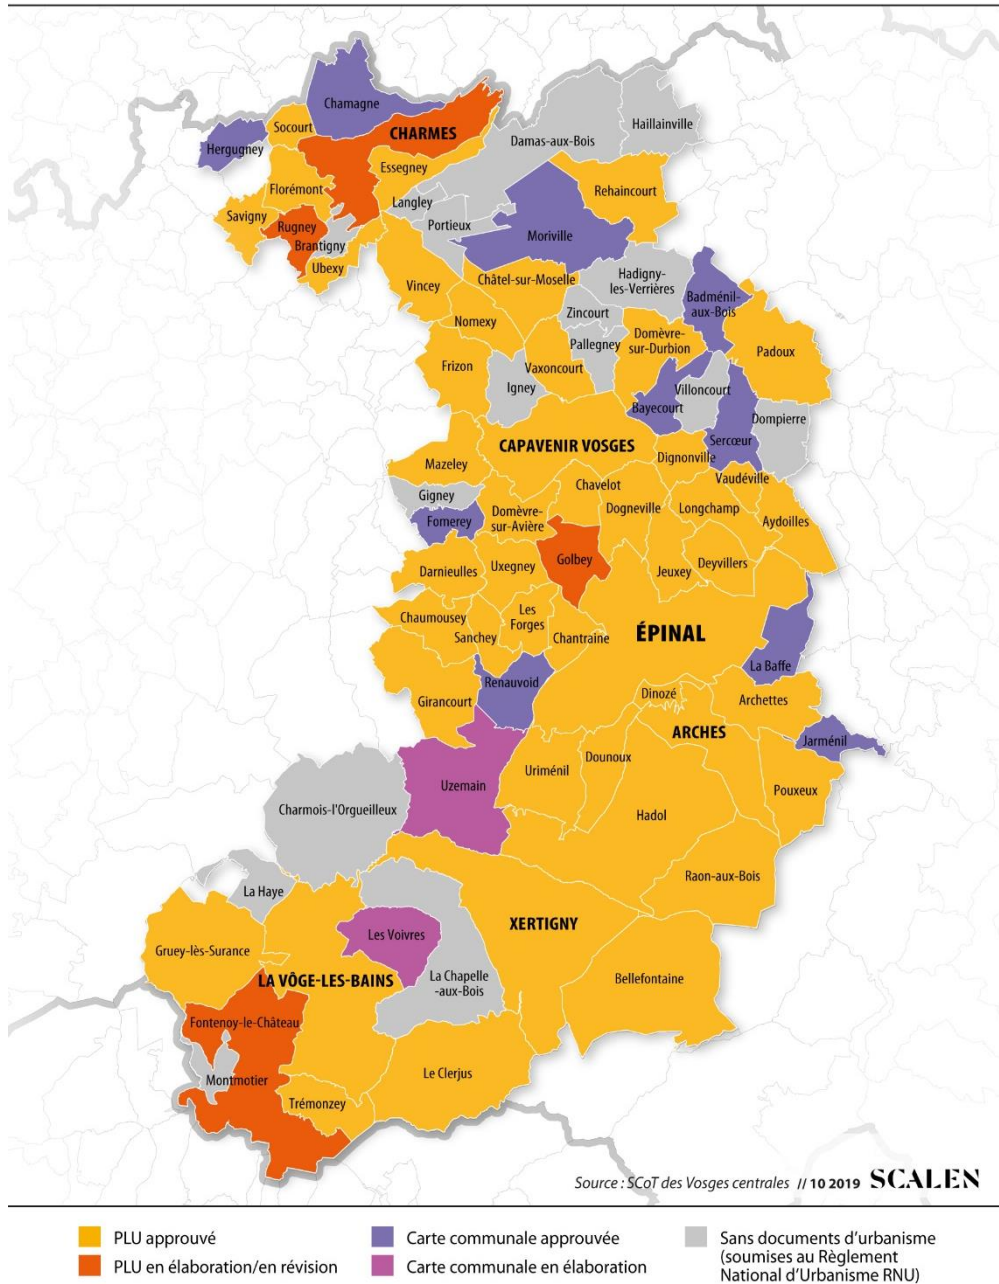 Chamagne
Socourt
CHARMES
Hergugney
Haillainville
Damas-aux-Bois
Essegney
Florémont
Rehaincourt
Langley
Savigny
Portieux
Rugney
Moriville
Brantigny
Ubexy
Hadigny-
les-Verrières
Châtel-sur-Moselle
Vincey
Badménil-
aux-Bois
Zincourt
Nomexy
Domèvre-
sur-Durbion
Pallegney
Padoux
Frizon
Vaxoncourt
Igney
Villoncourt
Bayecourt
Dompierre
CAPAVENIR VOSGES
Sercœur
Dignonville
Mazeley
Vaudéville
Chavelot
Gigney
Dogneville
Longchamp
Domèvre-
sur-Avière
Fomerey
Aydoilles
Golbey
Deyvillers
Uxegney
Darnieulles
Jeuxey
Les
Forges
Chaumousey
Sanchey
Chantraine
ÉPINAL
La Baffe
Renauvoid
Dinozé
Girancourt
Archettes
ARCHES
Jarménil
Dounoux
Uriménil
Uzemain
Pouxeux
Charmois-l'Orgueilleux
Hadol
Raon-aux-Bois
La Haye
XERTIGNY
Les Voivres
Gruey-lès-Surance
La Chapelle
-aux-Bois
LA VÔGE-LES-BAINS
Bellefontaine
Fontenoy-le-Château
Le Clerjus
Montmotier
Trémonzey
Source : SCoT des Vosges centrales // 10 2019 SCALEN
PLU approuvé
PLU en élaboration/en révision
Carte communale approuvée
Carte communale en élaboration
Sans documents d'urbanisme
(soumises au Règlement
National d'Urbanisme RNU)